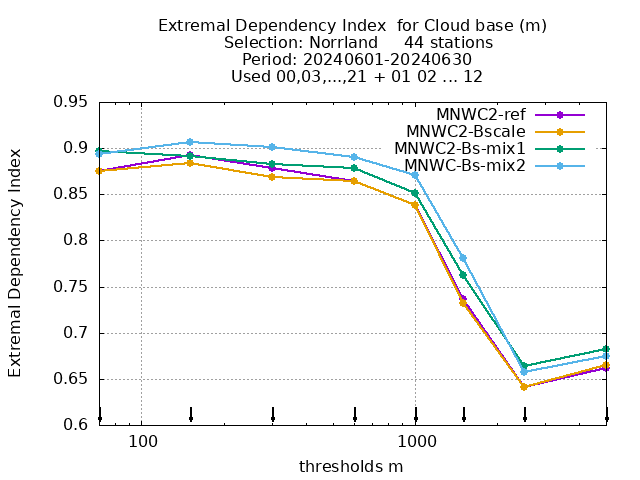 Extremal Dependency Index  for Cloud base (m)
Selection: Norrland     44 stations
Period: 20240601-20240630
Used 00,03,...,21 + 01 02 ... 12
MNWC2-ref
MNWC2-Bscale
MNWC2-Bs-mix1
MNWC-Bs-mix2
Extremal Dependency Index
0.95
0.9
0.85
0.8
0.75
0.7
0.65
0.6
100
1000
thresholds m